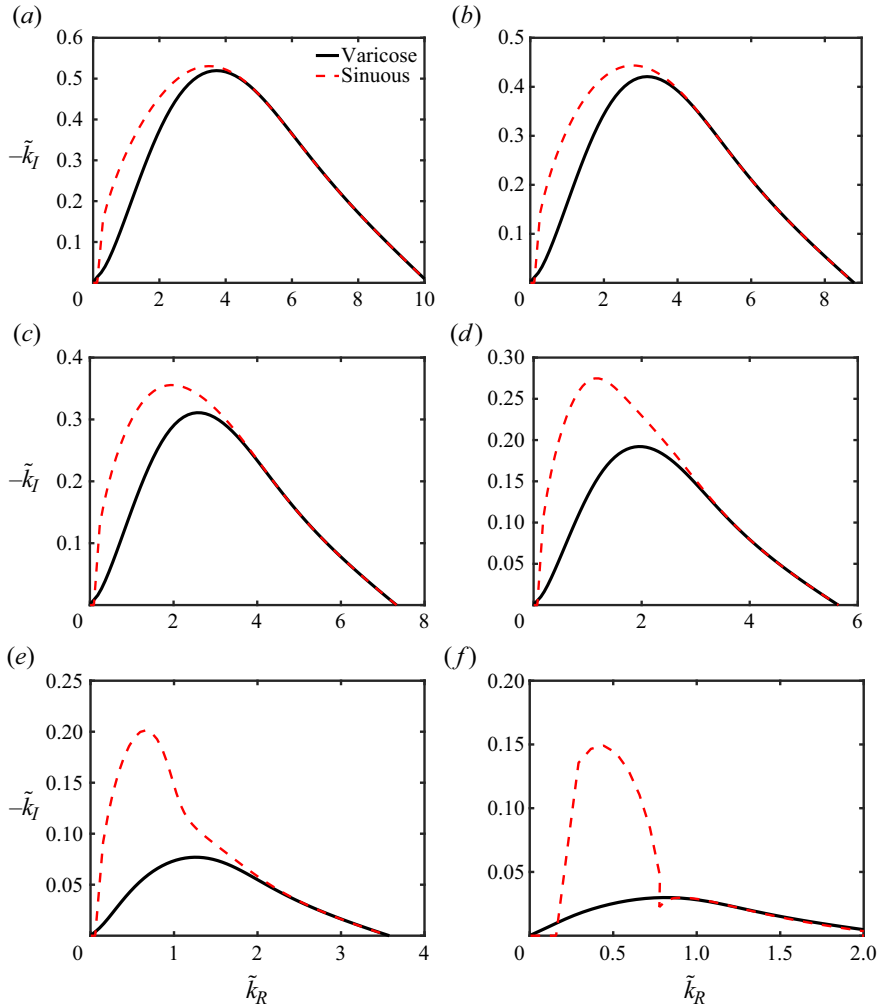 (a) (b)
0.6 0.5
Varicose
Sinuous
0.5 0.4
0.4
0.3
–k̃I 0.3
0.2
0.2
0.1 0.1
0 2 4 6 8 10 0 2 4 6 8
(c) (d)
0.4 0.30
0.25
0.3
0.20
–k̃I 0.2 0.15
0.10
0.1
0.05
0 2 4 6 8 0 2 4 6
(e) (f)
0.25 0.20
0.20
0.15
0.15
–k̃I 0.10
0.10
0.05
0.05
0 1 2 3 4 0 0.5 1.0 1.5 2.0
k̃R k̃R